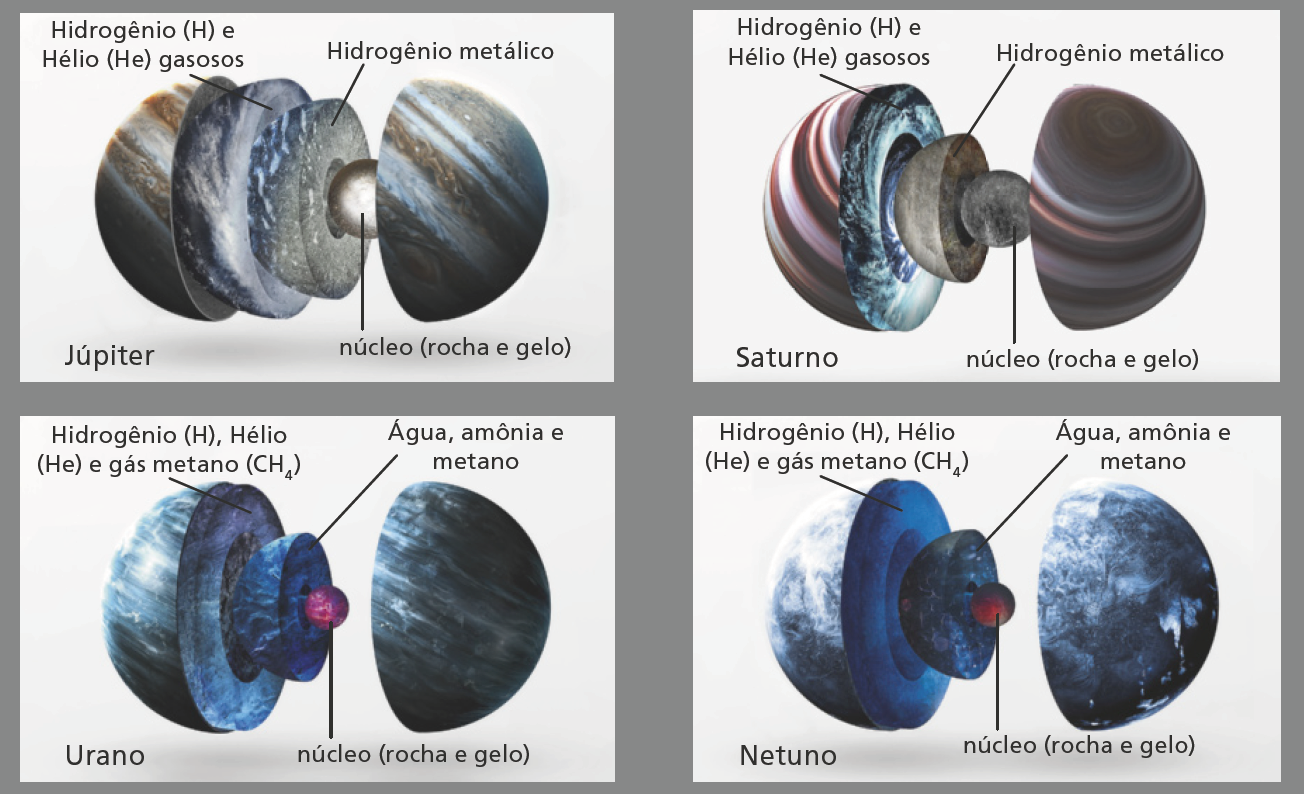 Hidrogênio (H) e
Hélio (He) gasosos
Hidrogênio metálico
núcleo (rocha e gelo)
Júpiter
Hidrogênio (H) e
Hélio (He) gasosos
Hidrogênio metálico
Saturno
núcleo (rocha e gelo)
Hidrogênio (H), Hélio
(He) e gás metano (CH₄)
Água, amônia e
metano
Urano
núcleo (rocha e gelo)
Hidrogênio (H), Hélio
(He) e gás metano (CH₄)
Água, amônia e
metano
Netuno
núcleo (rocha e gelo)